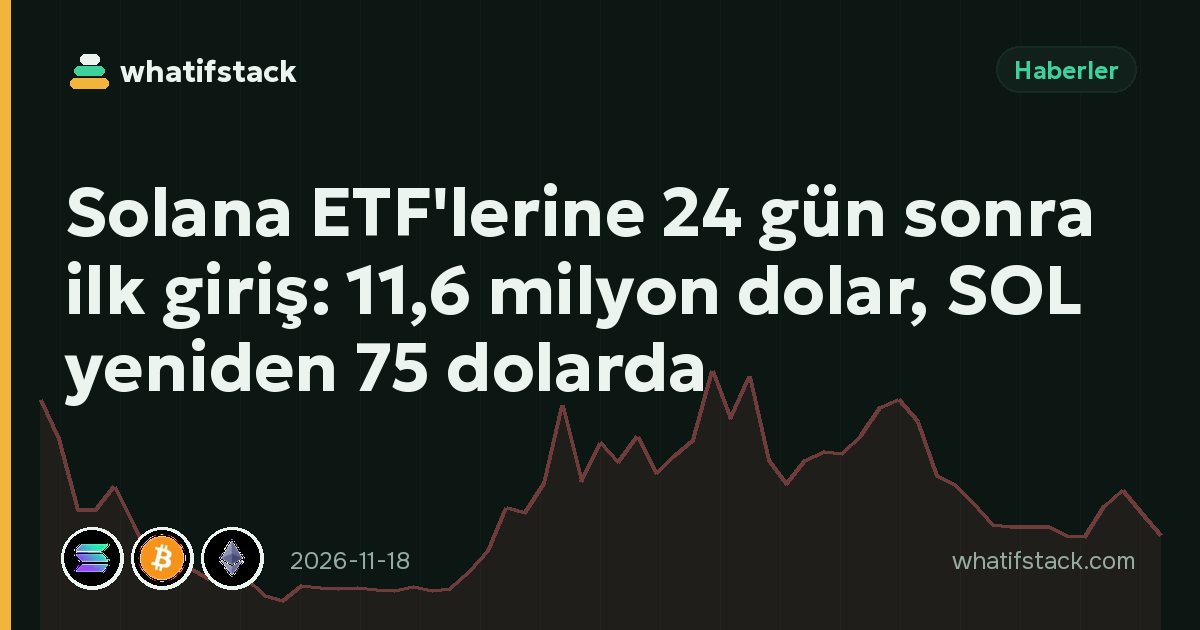 whatifstack
Haberler
Solana ETF'lerine 24 gün sonra
ilk giriş: 11,6 milyon dolar, SOL
yeniden 75 dolarda
2026-11-18
whatifstack.com